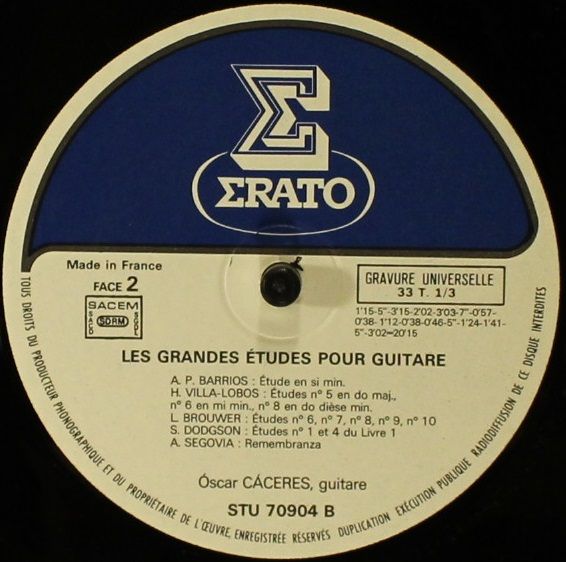 Σ
ΣRATO
Made in France
FACE 2
SACEM
SACD SDRM SGDL
GRAVURE UNIVERSELLE
33 T. 1/3
1'15-5"-3'15-2'02-3'03-7"-0'57-
0'38-1'12-0'38-0'46-5"-1'24-1'41-
5"-3'02=20'15
LES GRANDES ÉTUDES POUR GUITARE
A. P. BARRIOS : Étude en si min.
H. VILLA-LOBOS : Études nº 5 en do maj.,
nº 6 en mi min., nº 8 en do dièse min.
L. BROUWER : Études nº 6, nº 7, nº 8, nº 9, nº 10
S. DODGSON : Études nº 1 et 4 du Livre 1
A. SEGOVIA : Remembranza
Óscar CÁCERES, guitare
STU 70904 B
TOUS DROITS DU PRODUCTEUR PHONOGRAPHIQUE ET DU PROPRIÉTAIRE DE L'ŒUVRE, ENREGISTRÉE RÉSERVÉS DUPLICATION EXÉCUTION PUBLIQUE RADIODIFFUSION DE CE DISQUE INTERDITES